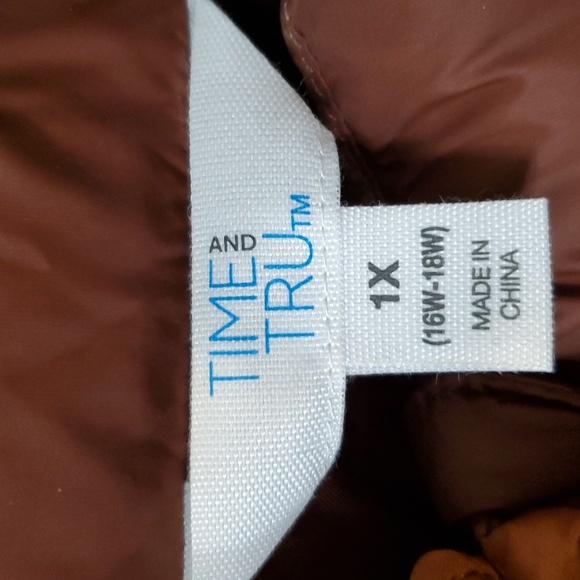 TIME AND
TRU™
1X
(16W-18W)
MADE IN
CHINA